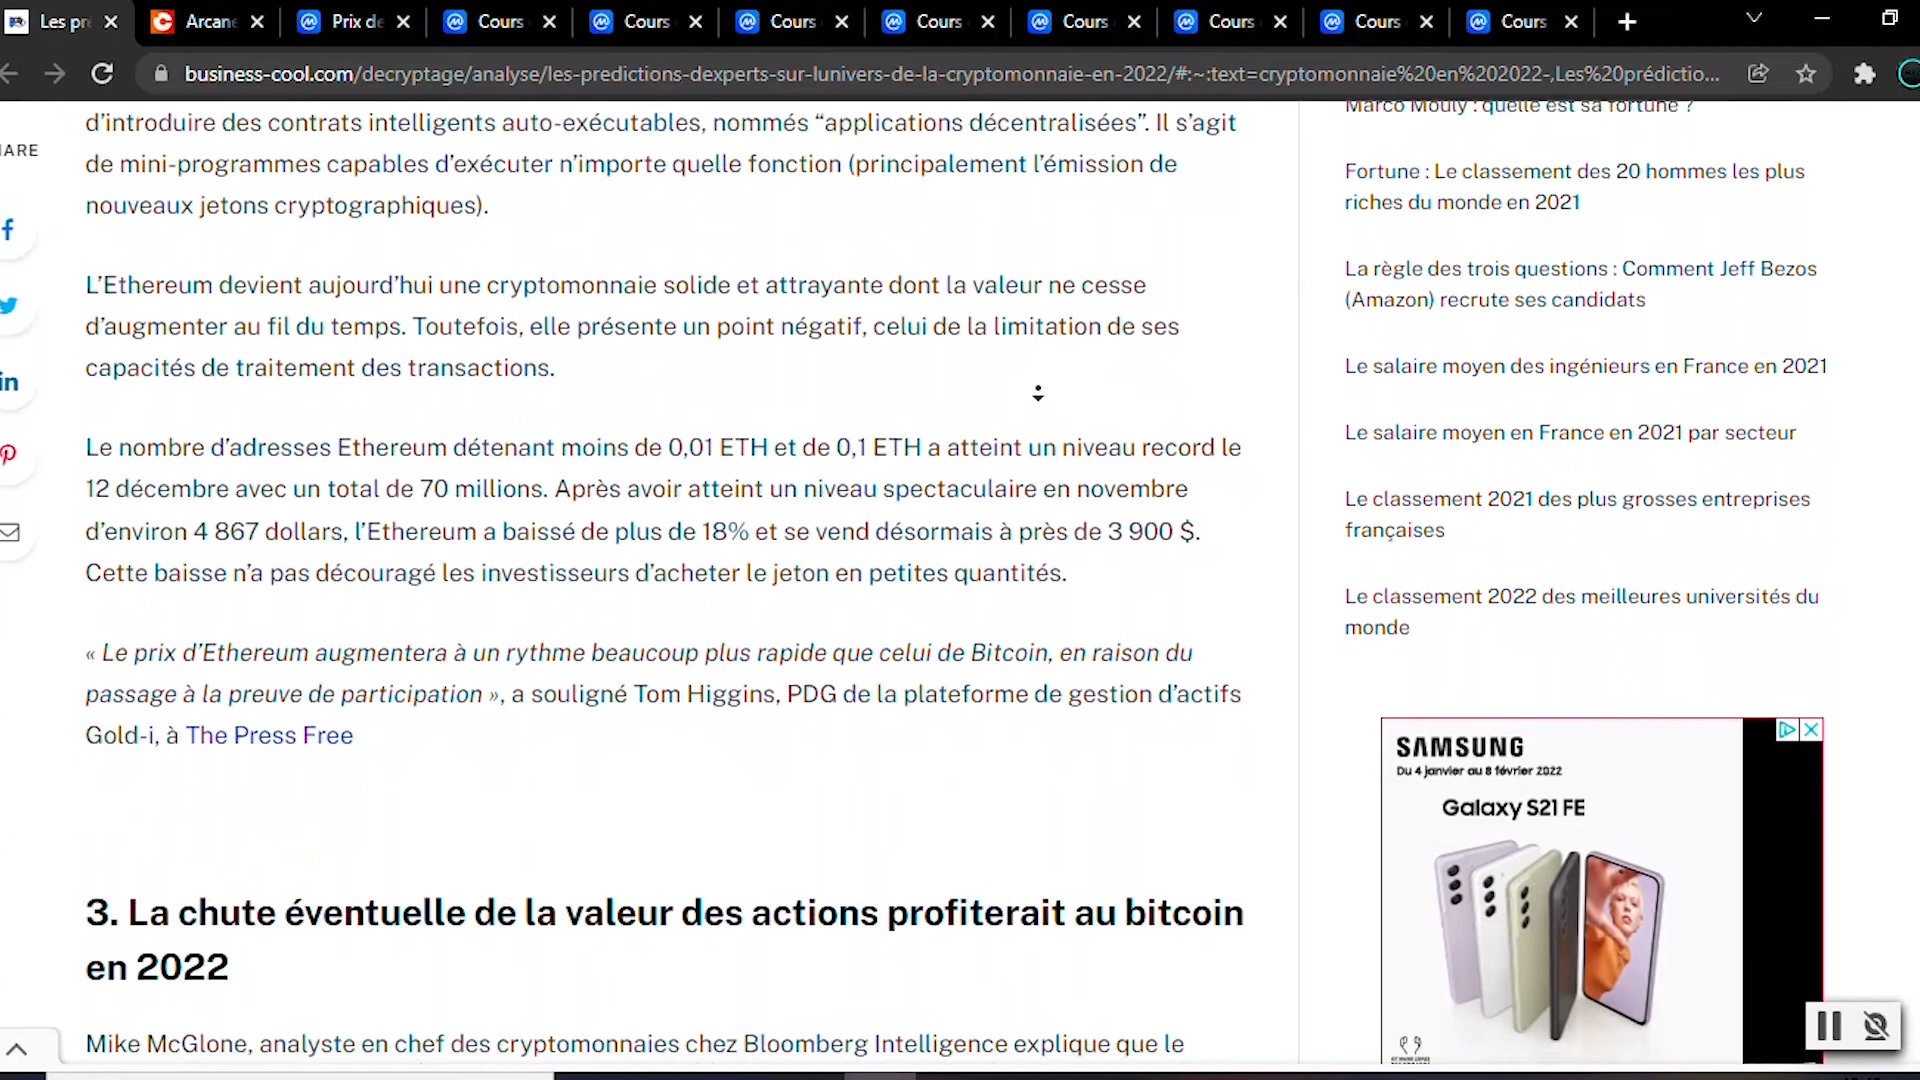 Les pr
Arcane
Prix de
Cours
Cours
Cours
Cours
Cours
Cours
Cours
Cours
business-cool.com/decryptage/analyse/les-predictions-dexperts-sur-lunivers-de-la-cryptomonnaie-en-2022/#:~:text=cryptomonnaie%20en%202022-,Les%20prédictio...
ARE
d’introduire des contrats intelligents auto-exécutables, nommés “applications décentralisées”. Il s’agit
de mini-programmes capables d’exécuter n’importe quelle fonction (principalement l’émission de
nouveaux jetons cryptographiques).
L’Ethereum devient aujourd’hui une cryptomonnaie solide et attrayante dont la valeur ne cesse
d’augmenter au fil du temps. Toutefois, elle présente un point négatif, celui de la limitation de ses
capacités de traitement des transactions.
Le nombre d’adresses Ethereum détenant moins de 0,01 ETH et de 0,1 ETH a atteint un niveau record le
12 décembre avec un total de 70 millions. Après avoir atteint un niveau spectaculaire en novembre
d’environ 4 867 dollars, l’Ethereum a baissé de plus de 18% et se vend désormais à près de 3 900 $.
Cette baisse n’a pas découragé les investisseurs d’acheter le jeton en petites quantités.
« Le prix d’Ethereum augmentera à un rythme beaucoup plus rapide que celui de Bitcoin, en raison du
passage à la preuve de participation », a souligné Tom Higgins, PDG de la plateforme de gestion d’actifs
Gold-i, à The Press Free
3. La chute éventuelle de la valeur des actions profiterait au bitcoin
en 2022
Mike McGlone, analyste en chef des cryptomonnaies chez Bloomberg Intelligence explique que le
Marco Mouly : quelle est sa fortune ?
Fortune : Le classement des 20 hommes les plus
riches du monde en 2021
La règle des trois questions : Comment Jeff Bezos
(Amazon) recrute ses candidats
Le salaire moyen des ingénieurs en France en 2021
Le salaire moyen en France en 2021 par secteur
Le classement 2021 des plus grosses entreprises
françaises
Le classement 2022 des meilleures universités du
monde
SAMSUNG
Du 4 janvier au 8 février 2022
Galaxy S21 FE